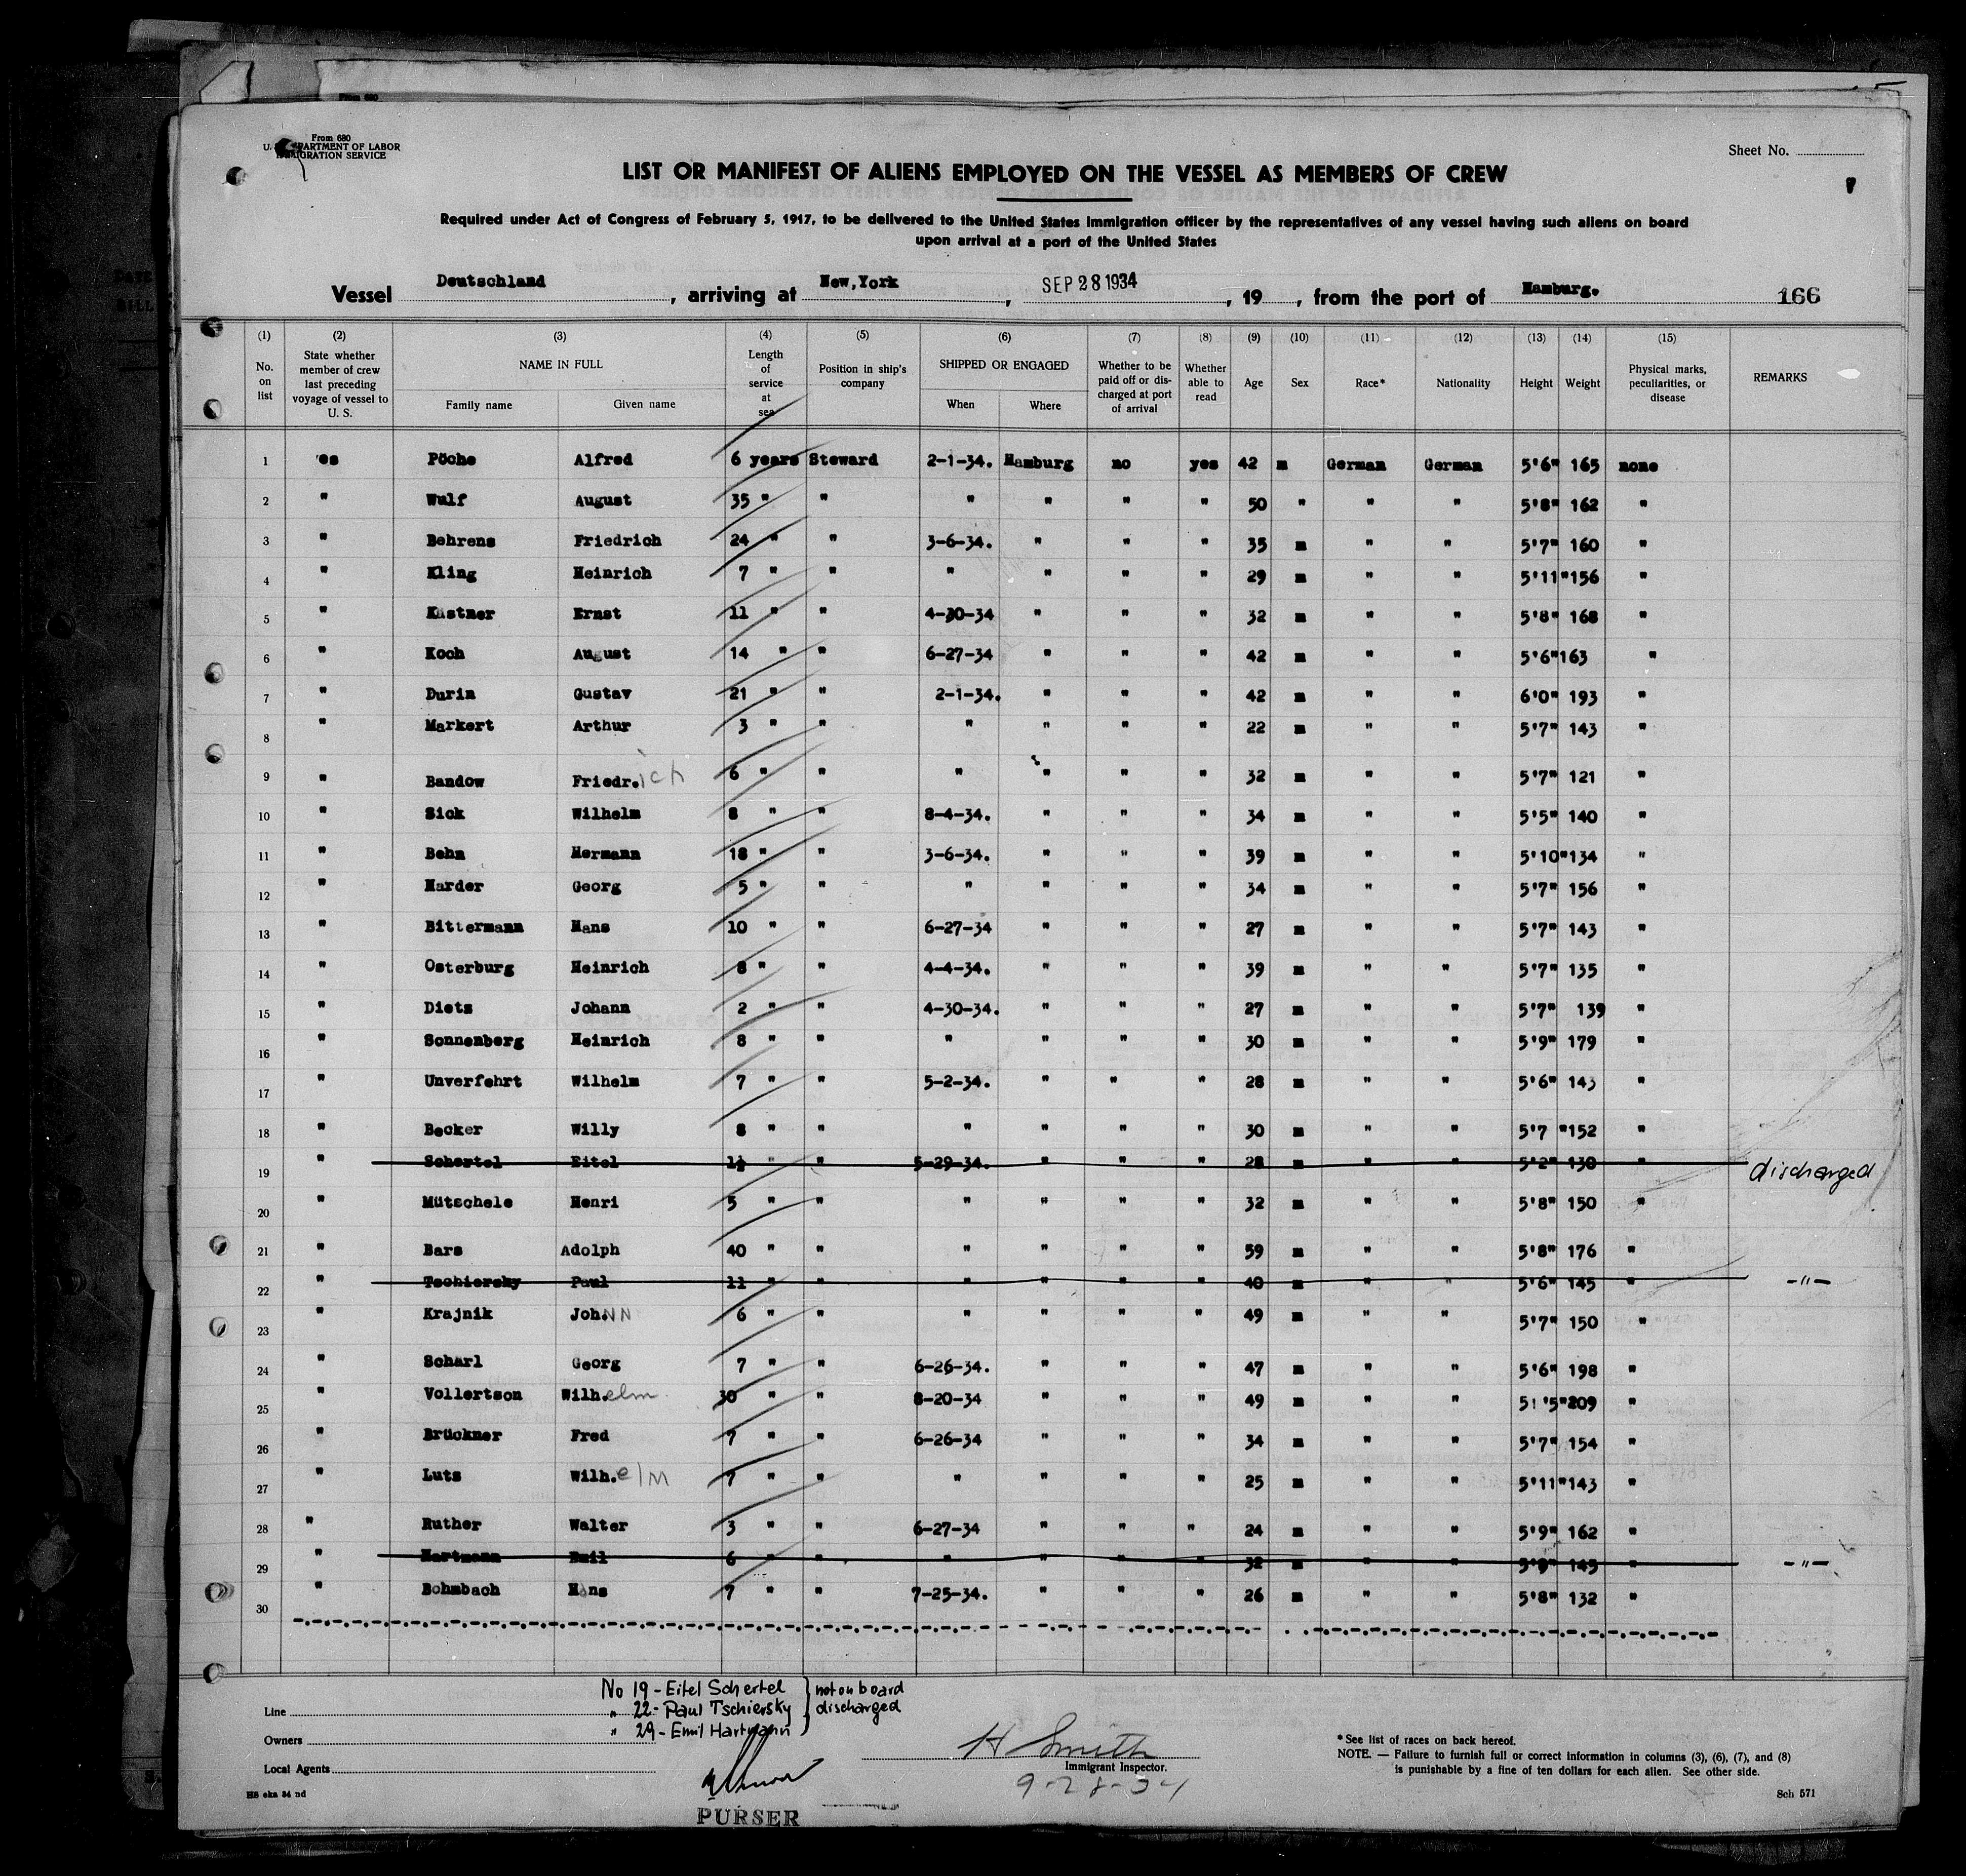 From 680
U. S. DEPARTMENT OF LABOR
IMMIGRATION SERVICE
Sheet No.
LIST OR MANIFEST OF ALIENS EMPLOYED ON THE VESSEL AS MEMBERS OF CREW
Required under Act of Congress of February 5, 1917, to be delivered to the United States immigration officer by the representatives of any vessel having such aliens on board
upon arrival at a port of the United States
Vessel Deutschland, arriving at New,York, SEP 28 1934, 19 , from the port of Hamburg. 166
(1) (2) (3) (4) (5) (6) (7) (8) (9) (10) (11) (12) (13) (14) (15)
No. on list State whether member of crew last preceding voyage of vessel to U. S. NAME IN FULL Family name Given name Length of service at sea Position in ship's company SHIPPED OR ENGAGED When Where Whether to be paid off or discharged at port of arrival Whether able to read Age Sex Race* Nationality Height Weight Physical marks, peculiarities, or disease REMARKS
1 es Pöche Alfred 6 years Steward 2-1-34. Hamburg no yes 42 m German German 5'6" 165 none
2 " Wulf August 35 " " " " " " 50 " " " 5'8" 162 "
3 " Behrens Friedrich 24 " " 3-6-34. " " " 35 m " " 5'7" 160 "
4 " Kling Heinrich 7 " " " " " " 29 m " " 5'11" 156 "
5 " Kästner Ernst 11 " " 4-30-34 " " " 32 m " " 5'8" 168 "
6 " Koch August 14 " " 6-27-34 " " " 42 m " " 5'6" 163 "
7 " Durin Gustav 21 " " 2-1-34. " " " 42 m " " 6'0" 193 "
8 " Markert Arthur 3 " " " " " " 22 m " " 5'7" 143 "
9 " Bandow Friedr.ich 6 " " " " " " 32 m " " 5'7" 121 "
10 " Sick Wilhelm 8 " " 8-4-34. " " " 34 m " " 5'5" 140 "
11 " Behn Hermann 18 " " 3-6-34. " " " 39 m " " 5'10" 134 "
12 " Harder Georg 5 " " " " " " 34 m " " 5'7" 156 "
13 " Bittermann Hans 10 " " 6-27-34 " " " 27 m " " 5'7" 143 "
14 " Osterburg Heinrich 8 " " 4-4-34. " " " 39 m " " 5'7" 135 "
15 " Dietz Johann 2 " " 4-30-34. " " " 27 m " " 5'7" 139 "
16 " Sonnenberg Heinrich 8 " " " " " " 30 m " " 5'9" 179 "
17 " Unverfehrt Wilhelm 7 " " 5-2-34. " " " 28 m " " 5'6" 143 "
18 " Becker Willy 8 " " " " " " 30 m " " 5'7 " 152 "
19 " Schertel Eitel 1½ " " 5-29-34. " " " 28 m " " 5'2" 130 " discharged
20 " Mütschele Henri 5 " " " " " " 32 m " " 5'8" 150 "
21 " Bars Adolph 40 " " " " " " 59 m " " 5'8" 176 "
22 " Tschiersky Paul 11 " " " " " " 40 m " " 5'6" 145 " -"-
23 " Krajnik Joh.NN 6 " " " " " " 49 m " " 5'7" 150 "
24 " Scharl Georg 7 " " 6-26-34. " " " 47 m " " 5'6" 198 "
25 " Vollertson Wilh.elm 30 " " 8-20-34 " " " 49 m " " 5' '5" 209 "
26 " Brückner Fred 7 " " 6-26-34 " " " 34 m " " 5'7" 154 "
27 " Lutz Wilh.elm 7 " " " " " 25 m " " 5'11" 143 "
28 " Ruther Walter 3 " " 6-27-34 " " " 24 m " " 5'9" 162 "
29 " Hartmann Emil 6 " " " " " " 32 m " " 5'9" 145 " -"-
30 " Bohmbach Hans 7 " " 7-25-34. " " " 26 m " " 5'8" 132 "
No 19 - Eitel Schertel } not on board
" 22- Paul Tschiersky } discharged
" 29 - Emil Hartmann
Line
Owners
Local Agents
HS eka 34 nd
PURSER
H Smith
Immigrant Inspector.
9-28-34
* See list of races on back hereof.
NOTE. — Failure to furnish full or correct information in columns (3), (6), (7), and (8)
is punishable by a fine of ten dollars for each alien. See other side.
Sch 571